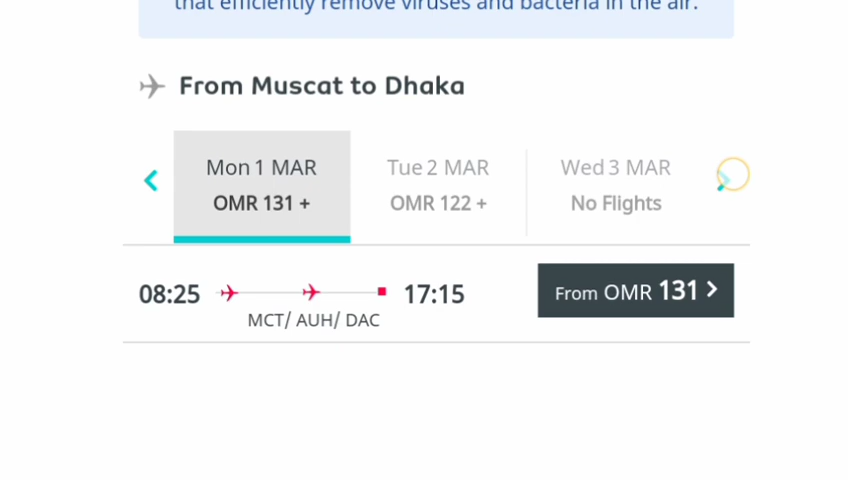 that efficiently remove viruses and bacteria in the air.
From Muscat to Dhaka
Mon 1 MAR
OMR 131 +
Tue 2 MAR
OMR 122 +
Wed 3 MAR
No Flights
08:25
17:15
MCT/ AUH/ DAC
From OMR 131